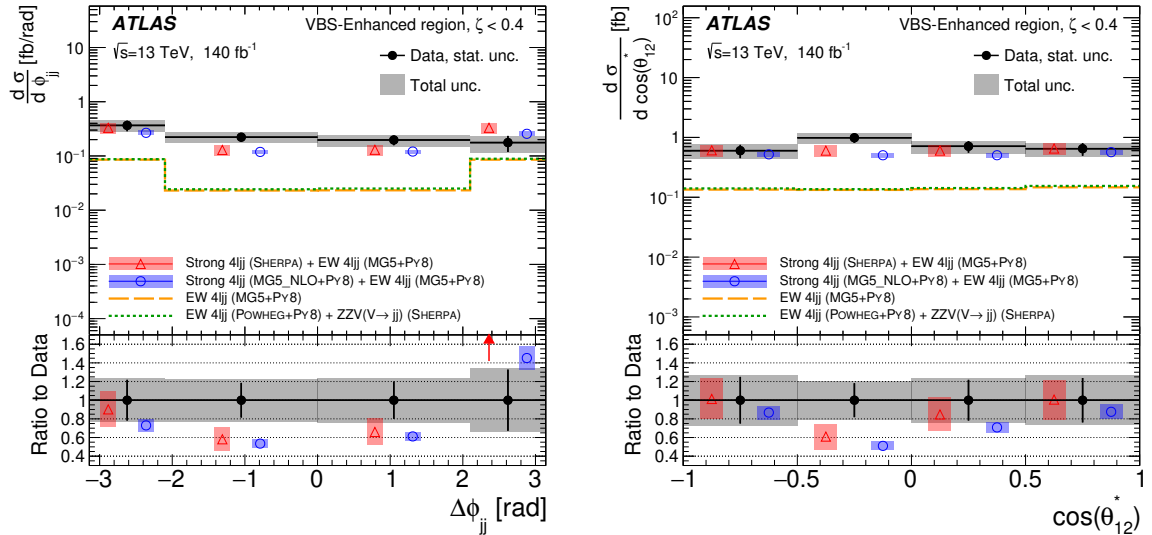 ATLAS VBS-Enhanced region, ζ < 0.4
√s=13 TeV, 140 fb⁻¹
Data, stat. unc.
Total unc.
d σ / d ϕjj [fb/rad]
10
1
10⁻¹
10⁻²
10⁻³
10⁻⁴
Strong 4ljj (SHERPA) + EW 4ljj (MG5+PY8)
Strong 4ljj (MG5_NLO+PY8) + EW 4ljj (MG5+PY8)
EW 4ljj (MG5+PY8)
EW 4ljj (POWHEG+PY8) + ZZV(V→ jj) (SHERPA)
Ratio to Data
1.6
1.4
1.2
1
0.8
0.6
0.4
−3 −2 −1 0 1 2 3
Δϕjj [rad]
ATLAS VBS-Enhanced region, ζ < 0.4
√s=13 TeV, 140 fb⁻¹
Data, stat. unc.
Total unc.
d σ / d cos(θ*12) [fb]
10²
10
1
10⁻¹
10⁻²
10⁻³
Strong 4ljj (SHERPA) + EW 4ljj (MG5+PY8)
Strong 4ljj (MG5_NLO+PY8) + EW 4ljj (MG5+PY8)
EW 4ljj (MG5+PY8)
EW 4ljj (POWHEG+PY8) + ZZV(V→ jj) (SHERPA)
Ratio to Data
1.6
1.4
1.2
1
0.8
0.6
0.4
−1 −0.5 0 0.5 1
cos(θ*12)